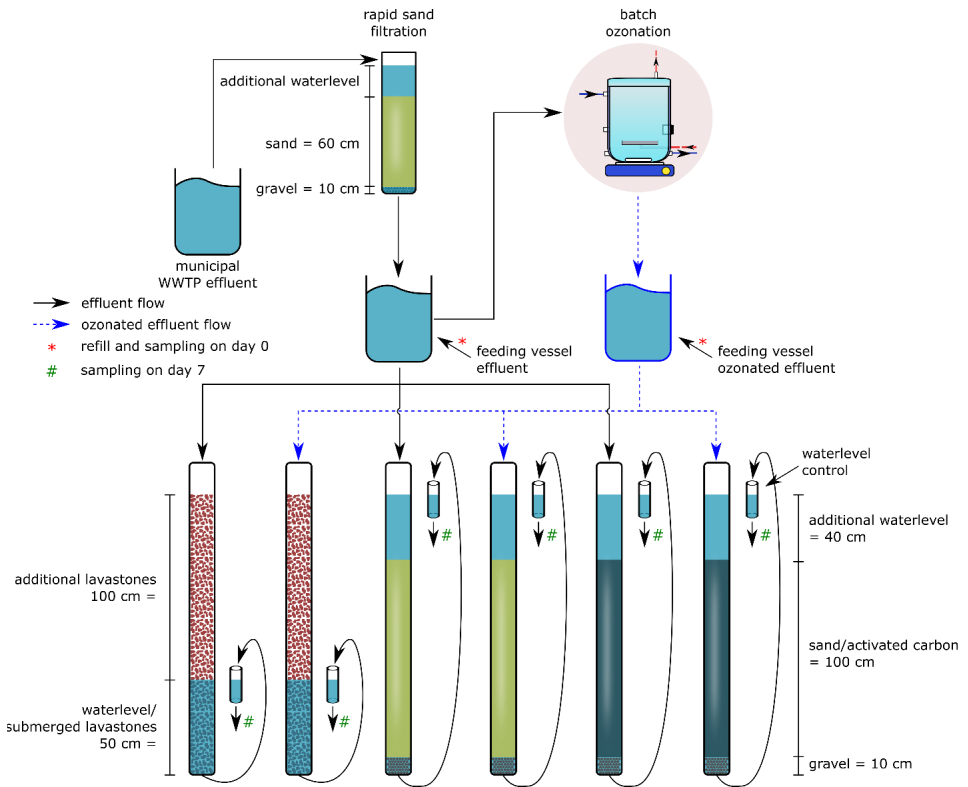 rapid sand
filtration
batch
ozonation
additional waterlevel
sand = 60 cm
gravel = 10 cm
municipal
WWTP effluent
effluent flow
ozonated effluent flow
* refill and sampling on day 0
# sampling on day 7
*
feeding vessel
effluent
*
feeding vessel
ozonated effluent
waterlevel
control
#
#
#
#
additional waterlevel
= 40 cm
additional lavastones
100 cm =
sand/activated carbon
= 100 cm
waterlevel/
submerged lavastones
50 cm =
#
#
gravel = 10 cm